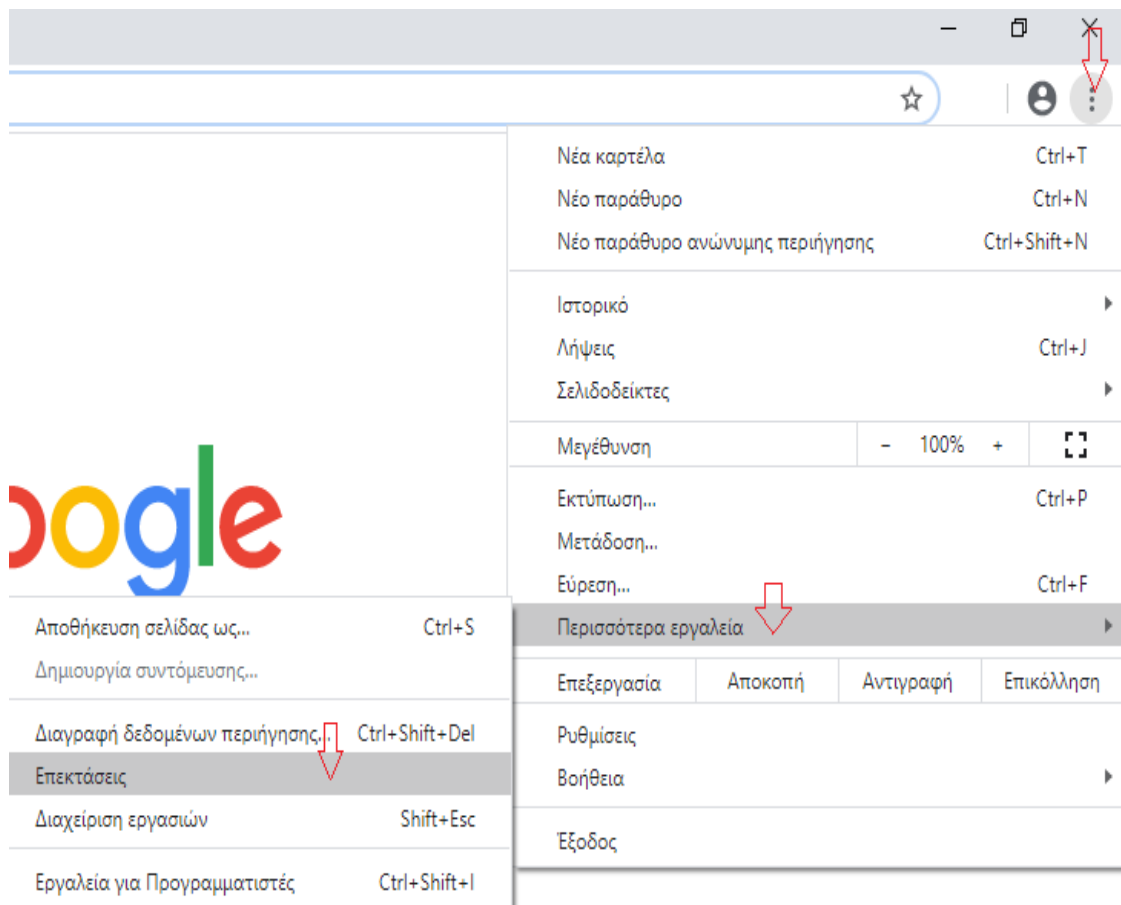 Νέα καρτέλα Ctrl+T
Νέο παράθυρο Ctrl+N
Νέο παράθυρο ανώνυμης περιήγησης Ctrl+Shift+N
Ιστορικό
Λήψεις Ctrl+J
Σελιδοδείκτες
Μεγέθυνση - 100% +
Εκτύπωση... Ctrl+P
Μετάδοση...
Εύρεση... Ctrl+F
Περισσότερα εργαλεία
Επεξεργασία Αποκοπή Αντιγραφή Επικόλληση
Ρυθμίσεις
Βοήθεια
Έξοδος
oogle
Αποθήκευση σελίδας ως... Ctrl+S
Δημιουργία συντόμευσης...
Διαγραφή δεδομένων περιήγησης... Ctrl+Shift+Del
Επεκτάσεις
Διαχείριση εργασιών Shift+Esc
Εργαλεία για Προγραμματιστές Ctrl+Shift+I